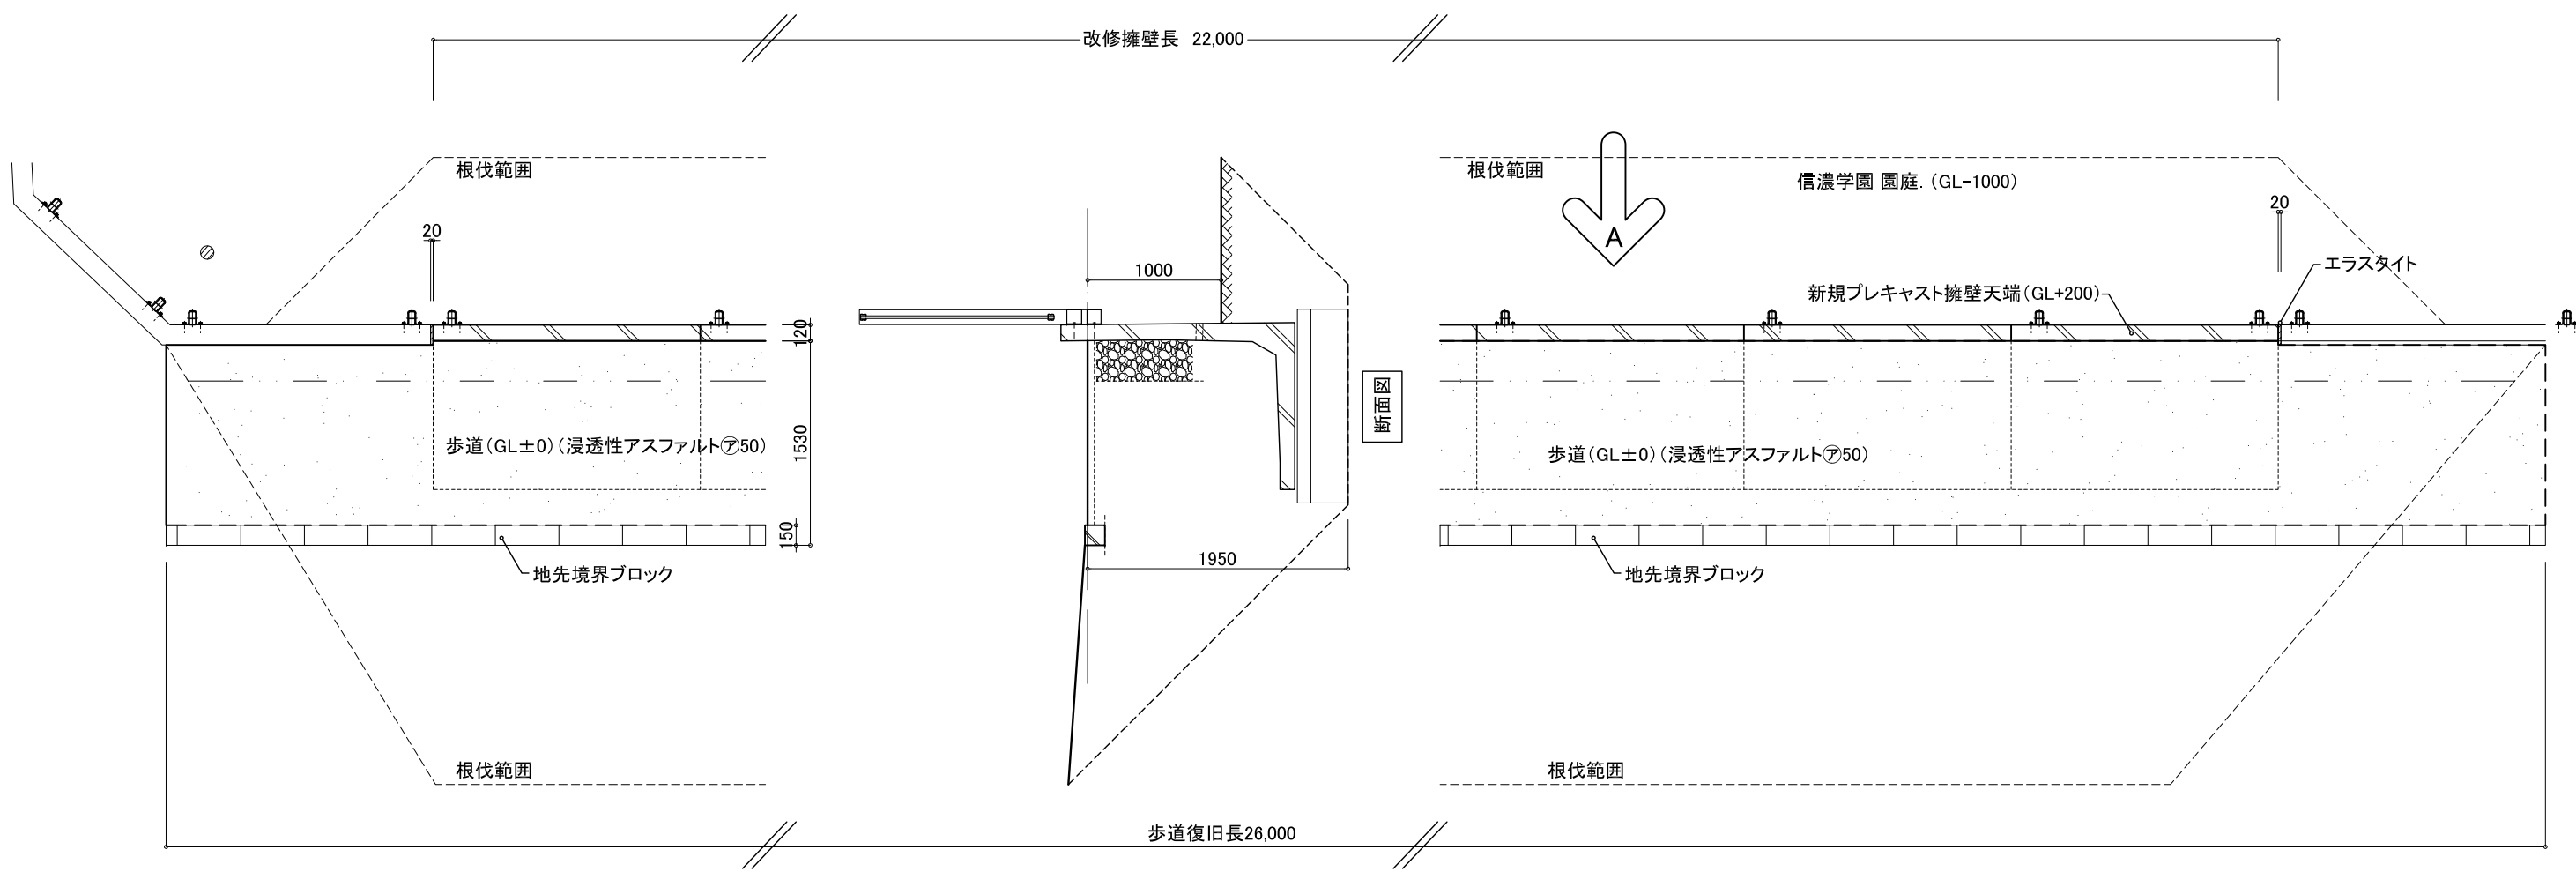 改修擁壁長 22,000
根伐範囲
根伐範囲
信濃学園 園庭.（GL-1000）
20
20
A
エラスタイト
1000
新規プレキャスト擁壁天端（GL+200）
120
断面図
歩道（GL±0）（浸透性アスファルト㋐50）
1530
歩道（GL±0）（浸透性アスファルト㋐50）
150
1950
地先境界ブロック
地先境界ブロック
根伐範囲
根伐範囲
歩道復旧長26,000